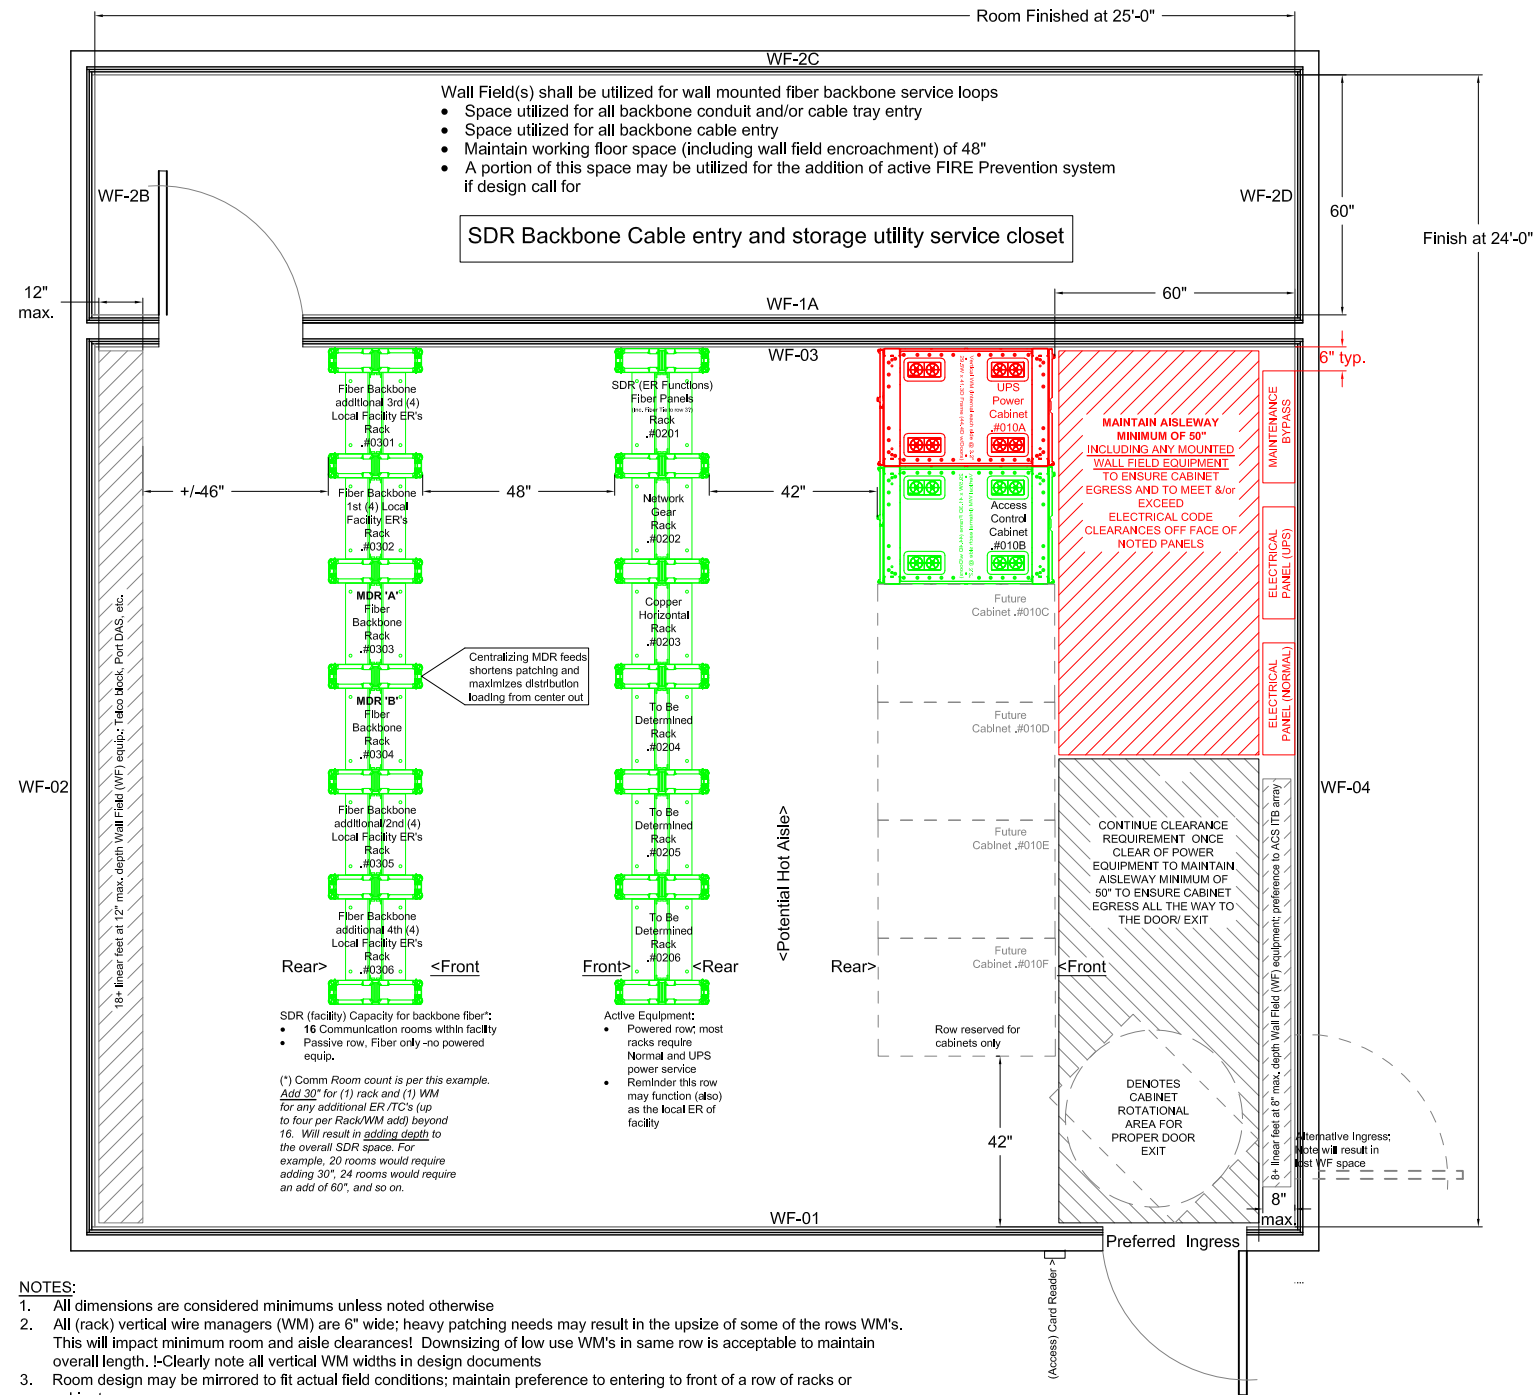 Room Finished at 25'-0"
WF-2C
Wall Field(s) shall be utilized for wall mounted fiber backbone service loops
• Space utilized for all backbone conduit and/or cable tray entry
• Space utilized for all backbone cable entry
• Maintain working floor space (including wall field encroachment) of 48"
• A portion of this space may be utilized for the addition of active FIRE Prevention system
if design call for
WF-2B
WF-2D
60"
Finish at 24'-0"
SDR Backbone Cable entry and storage utility service closet
12"
max.
WF-1A
60"
WF-03
6" typ.
Fiber Backbone
additional 3rd (4)
Local Facility ER's
Rack
.#0301
SDR (ER Functions)
Fiber Panels
Rack
.#0201
UPS
Power
Cabinet
.#010A
MAINTAIN AISLEWAY
MINIMUM OF 50"
INCLUDING ANY MOUNTED
WALL FIELD EQUIPMENT
TO ENSURE CABINET
EGRESS AND TO MEET &/or
EXCEED
ELECTRICAL CODE
CLEARANCES OFF FACE OF
NOTED PANELS
MAINTENANCE
BYPASS
+/-46"
48"
42"
Fiber Backbone
1st (4) Local
Facility ER's
Rack
.#0302
Network
Gear
Rack
.#0202
Access
Control
Cabinet
.#010B
ELECTRICAL
PANEL (UPS)
MDR 'A'
Fiber
Backbone
Rack
.#0303
Copper
Horizontal
Rack
.#0203
Future
Cabinet .#010C
Centralizing MDR feeds
shortens patching and
maximizes distribution
loading from center out
ELECTRICAL
PANEL (NORMAL)
MDR 'B'
Fiber
Backbone
Rack
.#0304
To Be
Determined
Rack
.#0204
Future
Cabinet .#010D
WF-02
WF-04
18+ linear feet at 12" max. depth Wall Field (WF) equip.; Telco block, Port DAS, etc.
Fiber Backbone
additional/2nd (4)
Local Facility ER's
Rack
.#0305
To Be
Determined
Rack
.#0205
<Potential Hot Aisle>
Future
Cabinet .#010E
CONTINUE CLEARANCE
REQUIREMENT ONCE
CLEAR OF POWER
EQUIPMENT TO MAINTAIN
AISLEWAY MINIMUM OF
50" TO ENSURE CABINET
EGRESS ALL THE WAY TO
THE DOOR/ EXIT
8+ linear feet at 8" max. depth Wall Field (WF) equipment; preference to ACS ITB array
Fiber Backbone
additional 4th (4)
Local Facility ER's
Rack
.#0306
To Be
Determined
Rack
.#0206
Future
Cabinet .#010F
Rear>
<Front
Front>
<Rear
Rear>
<Front
SDR (facility) Capacity for backbone fiber*:
• 16 Communication rooms within facility
• Passive row, Fiber only -no powered
equip.
(*) Comm Room count is per this example.
Add 30" for (1) rack and (1) WM
for any additional ER /TC's (up
to four per Rack/WM add) beyond
16. Will result in adding depth to
the overall SDR space. For
example, 20 rooms would require
adding 30", 24 rooms would require
an add of 60", and so on.
Active Equipment:
• Powered row; most
racks require
Normal and UPS
power service
• Reminder this row
may function (also)
as the local ER of
facility
Row reserved for
cabinets only
42"
DENOTES
CABINET
ROTATIONAL
AREA FOR
PROPER DOOR
EXIT
Alternative Ingress;
Note will result in
lost WF space
8"
max.
WF-01
Preferred Ingress
(Access) Card Reader >
NOTES:
1. All dimensions are considered minimums unless noted otherwise
2. All (rack) vertical wire managers (WM) are 6" wide; heavy patching needs may result in the upsize of some of the rows WM's.
This will impact minimum room and aisle clearances! Downsizing of low use WM's in same row is acceptable to maintain
overall length. !-Clearly note all vertical WM widths in design documents
3. Room design may be mirrored to fit actual field conditions; maintain preference to entering to front of a row of racks or